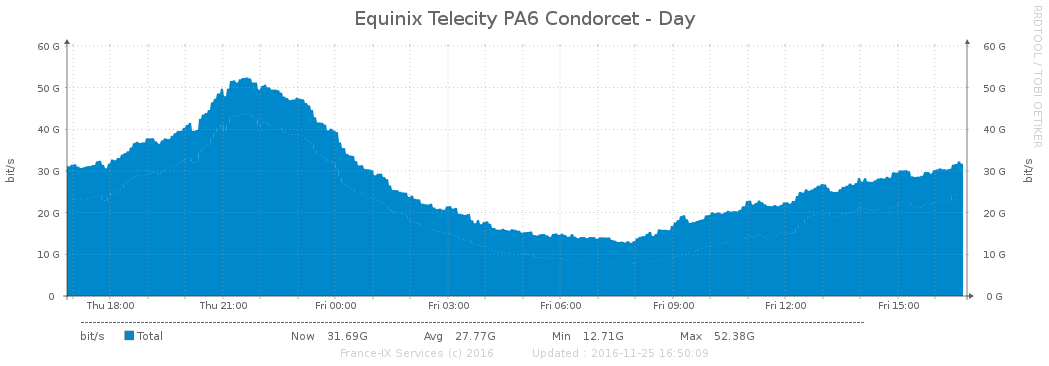 Equinix Telecity PA6 Condorcet - Day
RRDTOOL / TOBI OETIKER
60 G 60 G
50 G 50 G
40 G 40 G
30 G 30 G
20 G 20 G
10 G 10 G
0 0 G
bit/s bit/s
Thu 18:00 Thu 21:00 Fri 00:00 Fri 03:00 Fri 06:00 Fri 09:00 Fri 12:00 Fri 15:00
bit/s Total Now 31.69G Avg 27.77G Min 12.71G Max 52.38G
France-IX Services (c) 2016 Updated : 2016-11-25 16:50:09